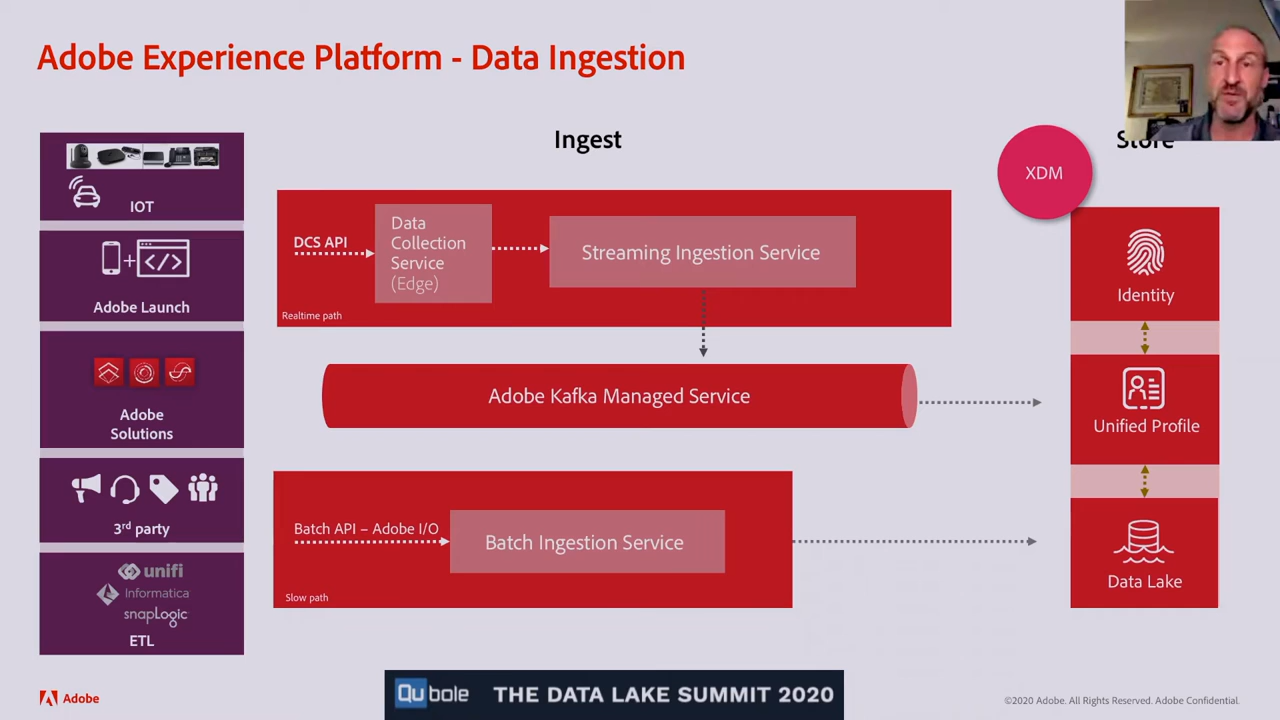 Adobe Experience Platform - Data Ingestion
Ingest
Store
XDM
IOT
Adobe Launch
Adobe
Solutions
3rd party
unifi
Informatica
snapLogic
ETL
DCS API
Data
Collection
Service
(Edge)
Streaming Ingestion Service
Realtime path
Adobe Kafka Managed Service
Batch API – Adobe I/O
Batch Ingestion Service
Slow path
Identity
Unified Profile
Data Lake
Adobe
Qubole THE DATA LAKE SUMMIT 2020
©2020 Adobe. All Rights Reserved. Adobe Confidential.